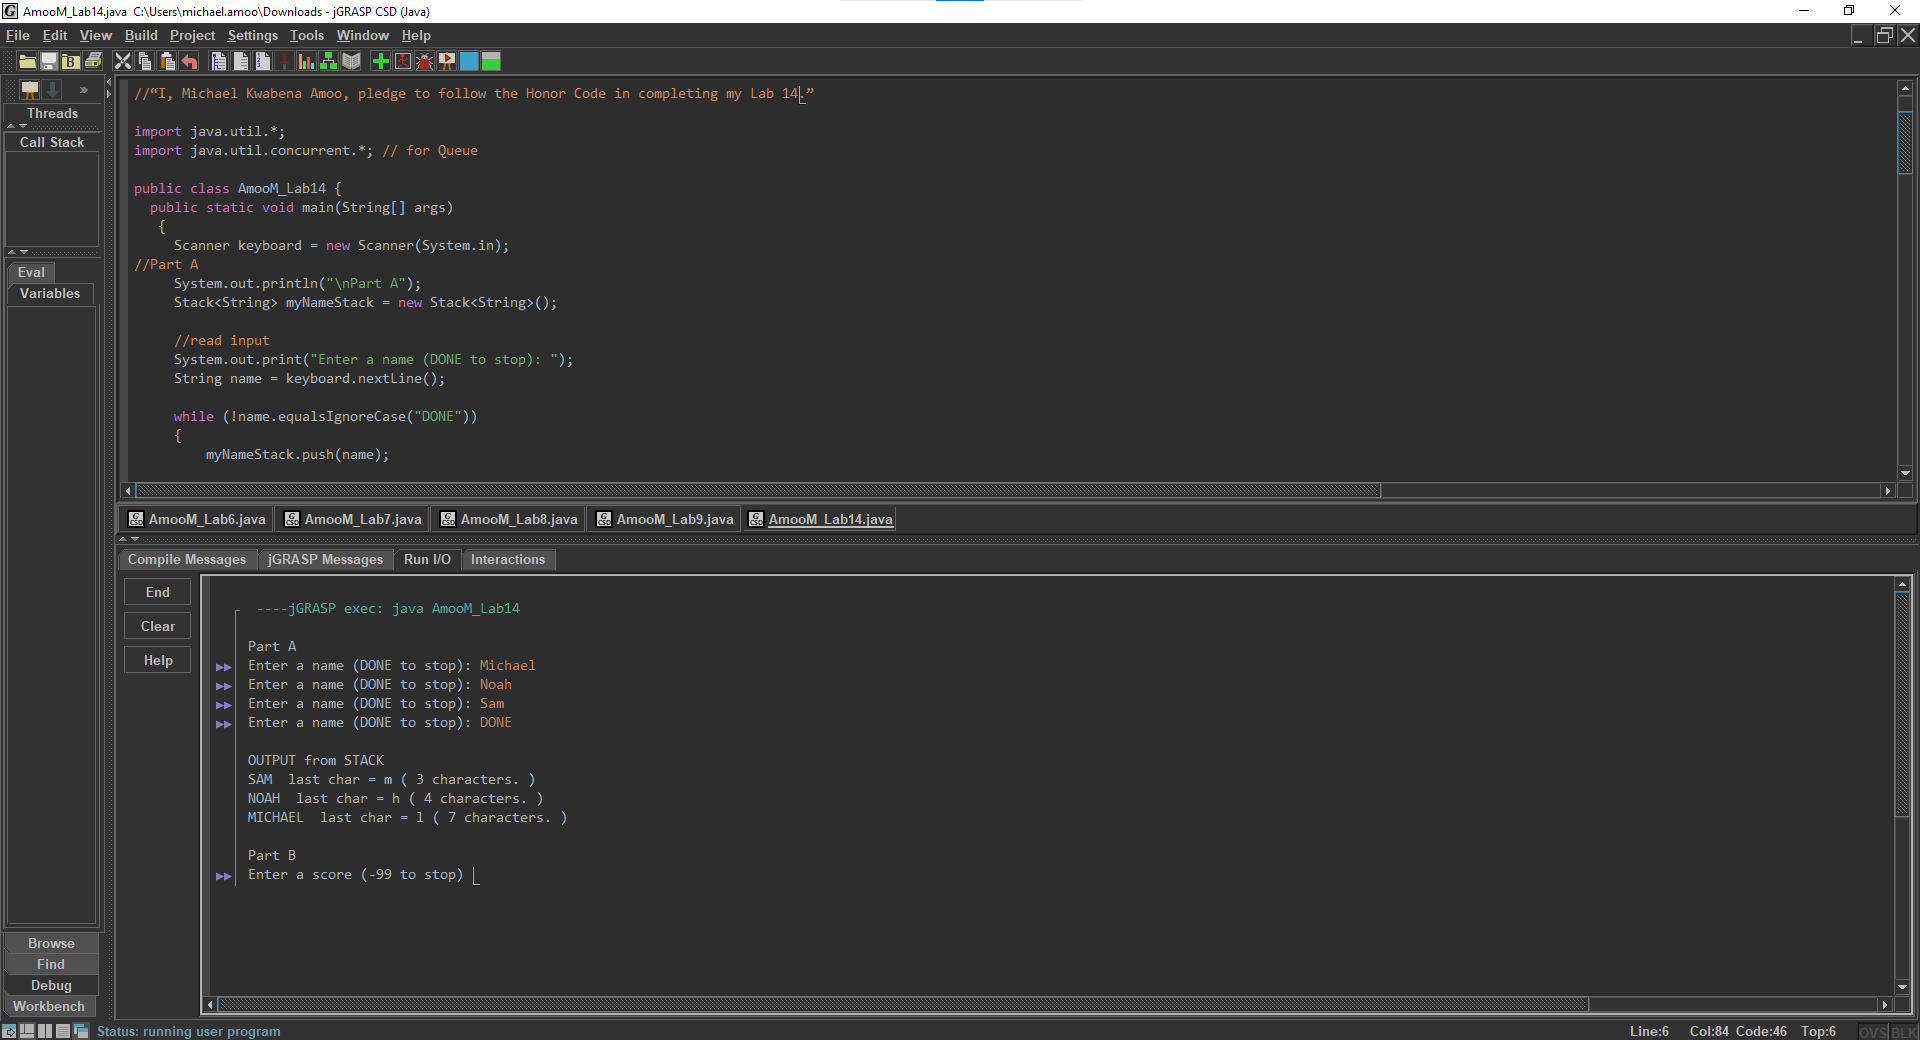 AmooM_Lab14.java C:\Users\michael.amoo\Downloads - jGRASP CSD (Java)
File Edit View Build Project Settings Tools Window Help
Threads
Call Stack
Eval
Variables
Browse
Find
Debug
Workbench
//“I, Michael Kwabena Amoo, pledge to follow the Honor Code in completing my Lab 14.”
import java.util.*;
import java.util.concurrent.*; // for Queue
public class AmooM_Lab14 {
public static void main(String[] args)
{
Scanner keyboard = new Scanner(System.in);
//Part A
System.out.println("\nPart A");
Stack<String> myNameStack = new Stack<String>();
//read input
System.out.print("Enter a name (DONE to stop): ");
String name = keyboard.nextLine();
while (!name.equalsIgnoreCase("DONE"))
{
myNameStack.push(name);
AmooM_Lab6.java AmooM_Lab7.java AmooM_Lab8.java AmooM_Lab9.java AmooM_Lab14.java
Compile Messages jGRASP Messages Run I/O Interactions
End
Clear
Help
----jGRASP exec: java AmooM_Lab14
Part A
Enter a name (DONE to stop): Michael
Enter a name (DONE to stop): Noah
Enter a name (DONE to stop): Sam
Enter a name (DONE to stop): DONE
OUTPUT from STACK
SAM last char = m ( 3 characters. )
NOAH last char = h ( 4 characters. )
MICHAEL last char = l ( 7 characters. )
Part B
Enter a score (-99 to stop)
Status: running user program
Line:6 Col:84 Code:46 Top:6
OVS BLK